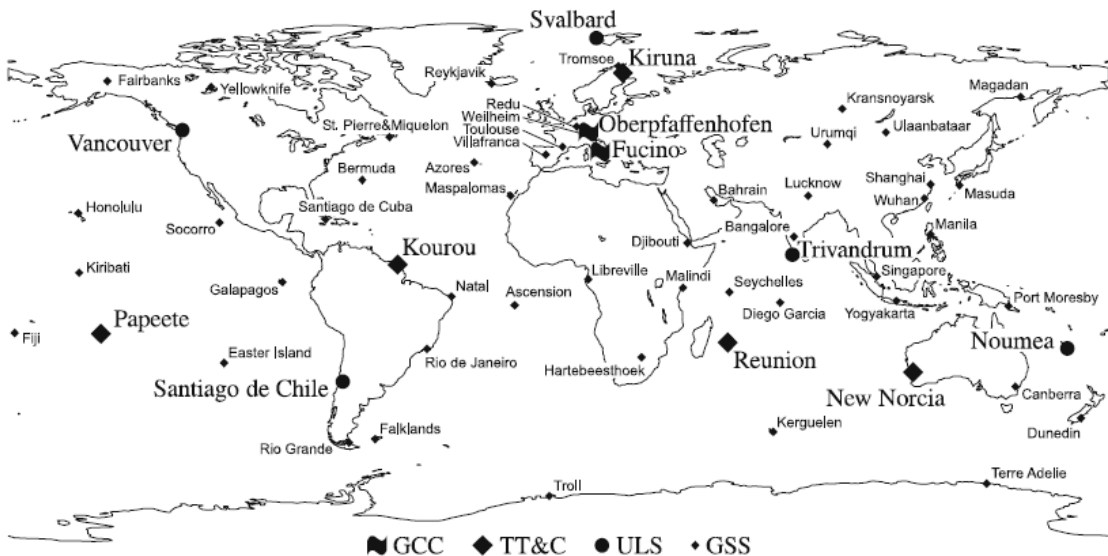 Svalbard
Tromsoe
Kiruna
Fairbanks
Yellowknife
Reykjavik
Magadan
Redu
Weilheim
Toulouse
Villafranca
Oberpfaffenhofen
Fucino
Kransnoyarsk
Urumqi
Ulaanbataar
Vancouver
St. Pierre&Miquelon
Bermuda
Azores
Maspalomas
Bahrain
Lucknow
Shanghai
Wuhan
Masuda
Honolulu
Socorro
Santiago de Cuba
Djibouti
Bangalore
Manila
Kourou
Trivandrum
Kiribati
Galapagos
Natal
Ascension
Libreville
Malindi
Seychelles
Diego Garcia
Singapore
Yogyakarta
Port Moresby
Fiji
Papeete
Easter Island
Rio de Janeiro
Hartebeesthoek
Reunion
Noumea
Santiago de Chile
New Norcia
Canberra
Rio Grande
Falklands
Kerguelen
Dunedin
Troll
Terre Adelie
GCC TT&C ULS GSS